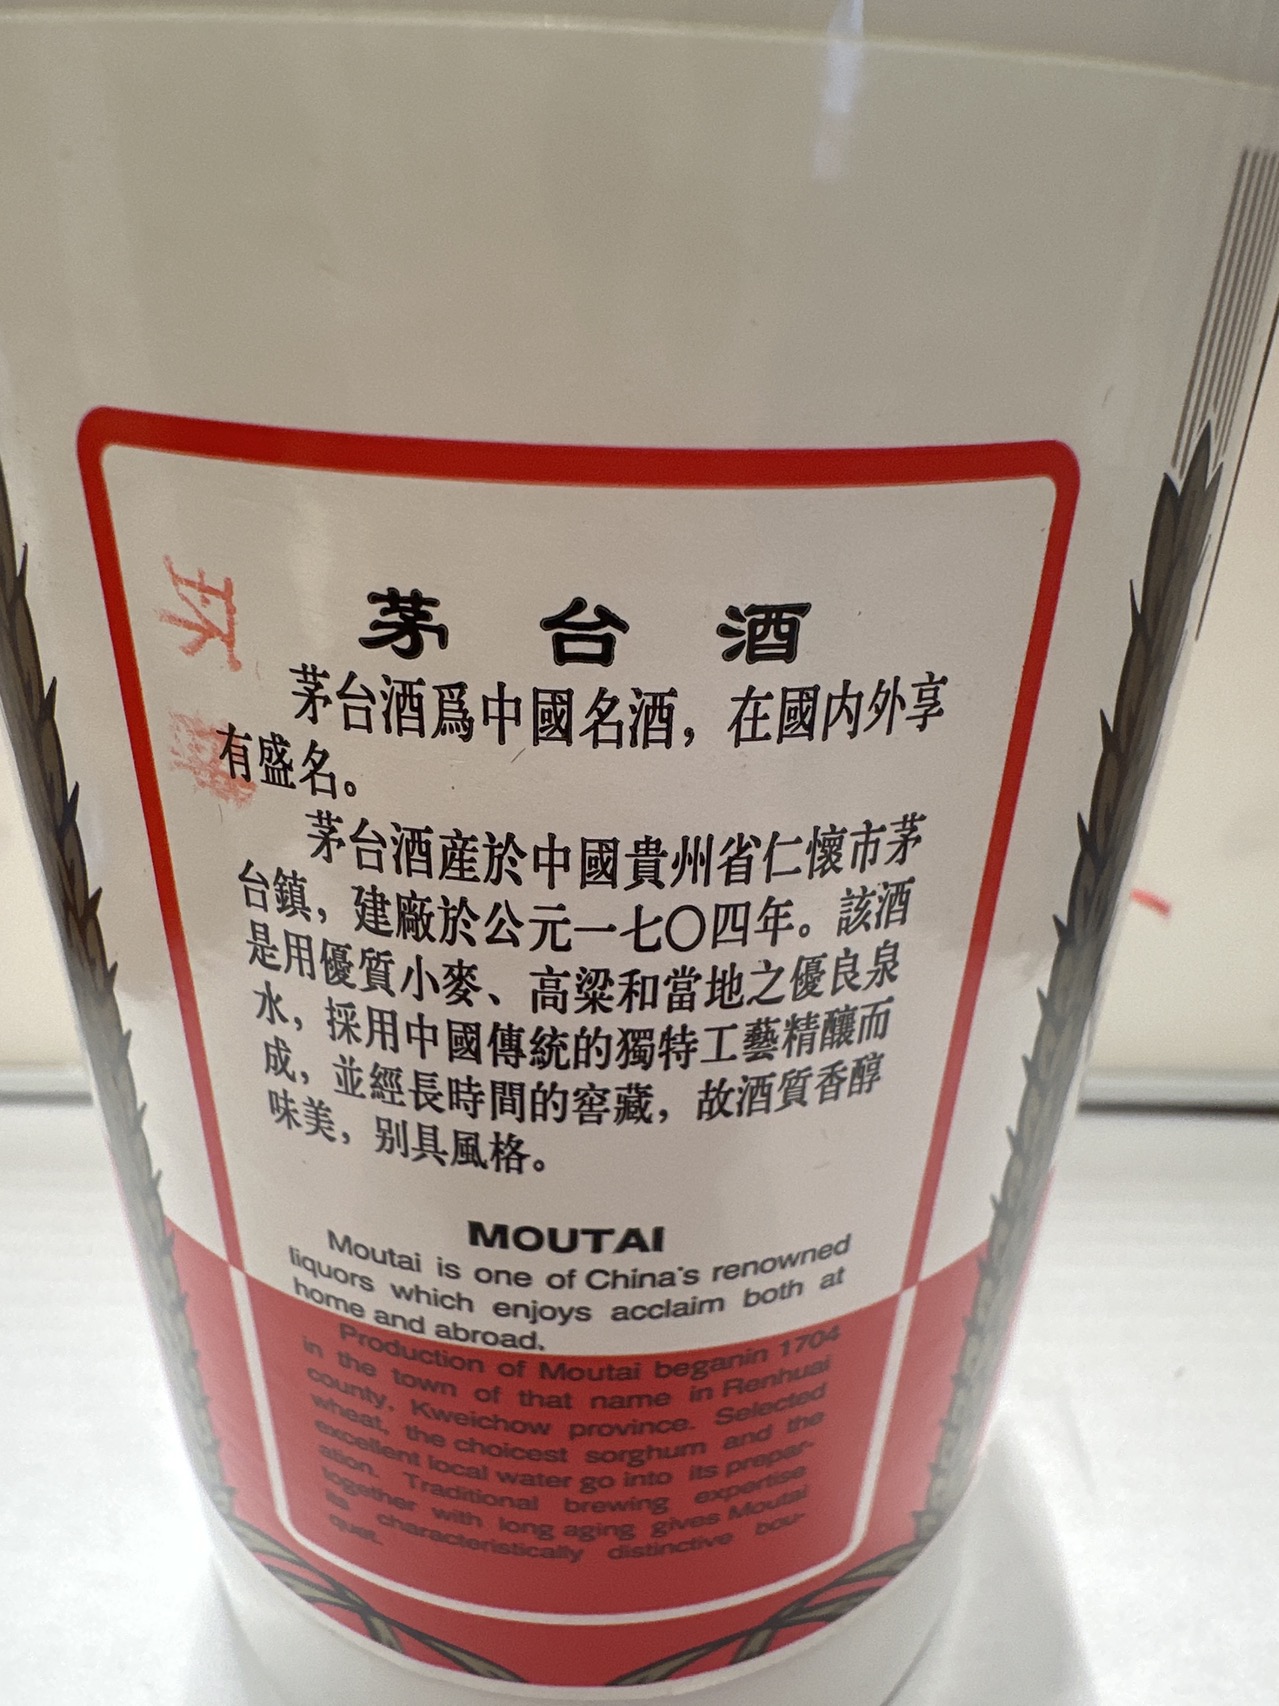 茅台酒
茅台酒爲中國名酒，在國内外享
有盛名。
茅台酒産於中國貴州省仁懷市茅
台鎮，建廠於公元一七〇四年。該酒
是用優質小麥、高粱和當地之優良泉
水，採用中國傳統的獨特工藝精釀而
成，並經長時間的窖藏，故酒質香醇
味美，别具風格。
MOUTAI
Moutai is one of China's renowned
liquors which enjoys acclaim both at
home and abroad.
Production of Moutai beganin 1704
in the town of that name in Renhuai
county, Kweichow province. Selected
wheat, the choicest sorghum and the
excellent local water go into its prepar-
ation. Traditional brewing expertise
together with long aging gives Moutai
its characteristically distinctive bou-
quet.